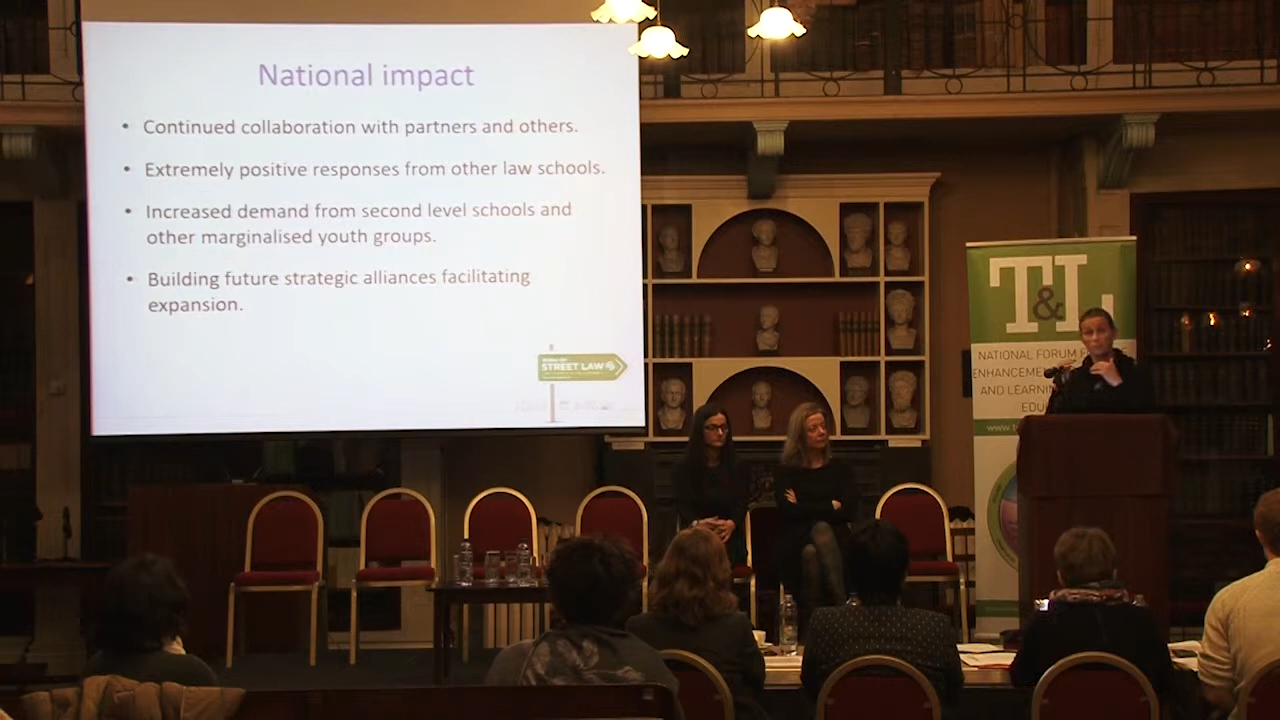 National impact
• Continued collaboration with partners and others.
• Extremely positive responses from other law schools.
• Increased demand from second level schools and
other marginalised youth groups.
• Building future strategic alliances facilitating
expansion.
STREET LAW
T&L
NATIONAL FORUM
ENHANCEMEN
AND LEARNIN
EDU
www.t